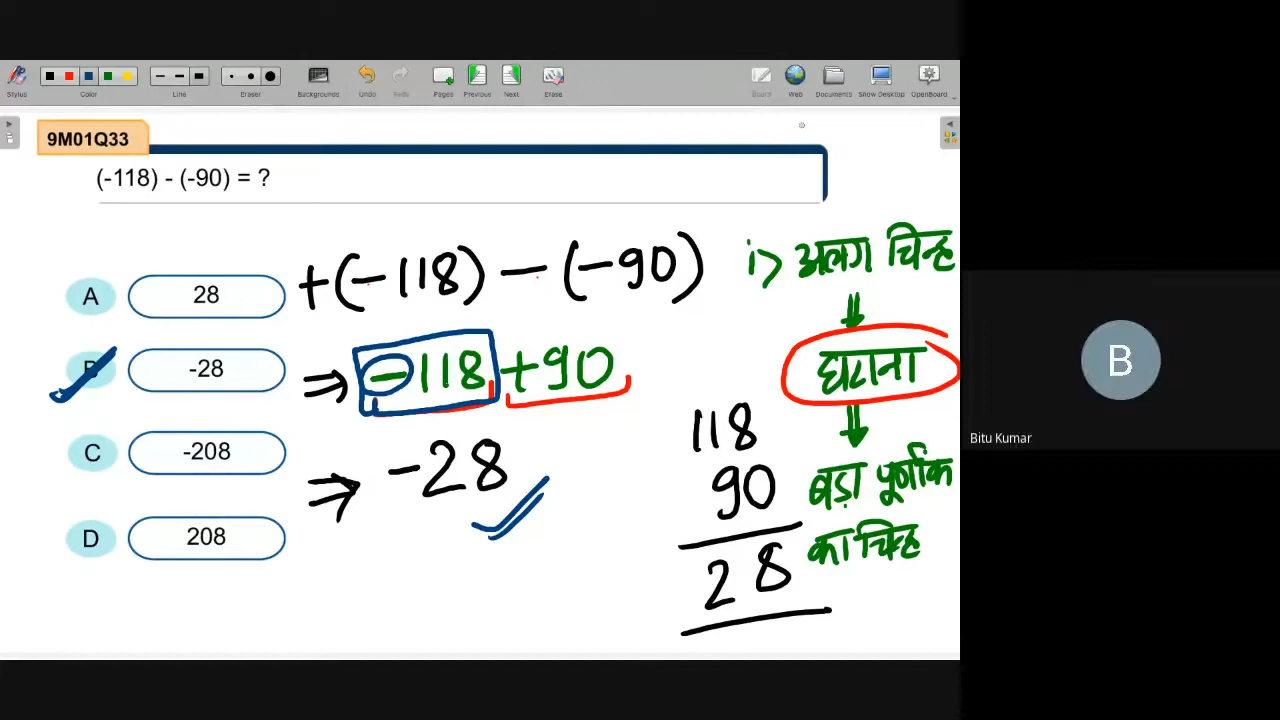 Stylus Color Line Eraser Backgrounds Undo Redo Pages Previous Next Erase Board Web Documents Show Desktop OpenBoard
9M01Q33
(-118) - (-90) = ?
+(-118) - (-90)
i> अलग चिन्ह
A 28
B -28
⇒ -118 +90
घटाना
C -208
⇒ -28
D 208
118
90
28
बड़ा पूर्णांक
का चिन्ह
B
Bitu Kumar